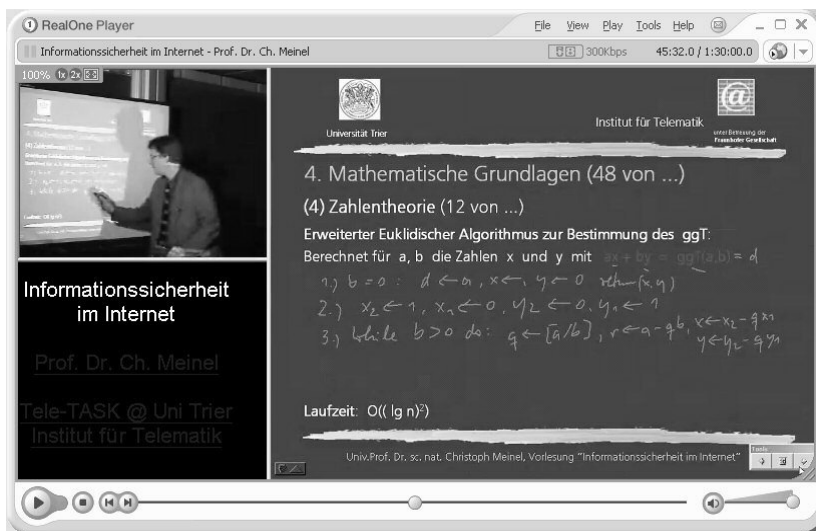 RealOne Player
File View Play Tools Help
Informationssicherheit im Internet - Prof. Dr. Ch. Meinel
300Kbps 45:32.0 / 1:30:00.0
100% 1x 2x
Informationssicherheit
im Internet
Prof. Dr. Ch. Meinel
Tele-TASK @ Uni Trier
Institut für Telematik
Universität Trier
Institut für Telematik
@
unter Betreuung der
Fraunhofer Gesellschaft
4. Mathematische Grundlagen (48 von ...)
(4) Zahlentheorie (12 von ...)
Erweiterter Euklidischer Algorithmus zur Bestimmung des ggT:
Berechnet für a, b die Zahlen x und y mit ax + by = ggT(a,b) = d
1.) b=0: d ← a, x ← , y ← 0 return(x,y)
2.) x₂ ← 1, x₁ ← 0, y₂ ← 0, y₁ ← 1
3.) while b>0 do: q ← [a/b], r ← a-qb, x ← x₂-qx₁
y ← y₂-qy₁
Laufzeit: O(( lg n)²)
Univ.Prof. Dr. sc. nat. Christoph Meinel, Vorlesung "Informationssicherheit im Internet"
Tools